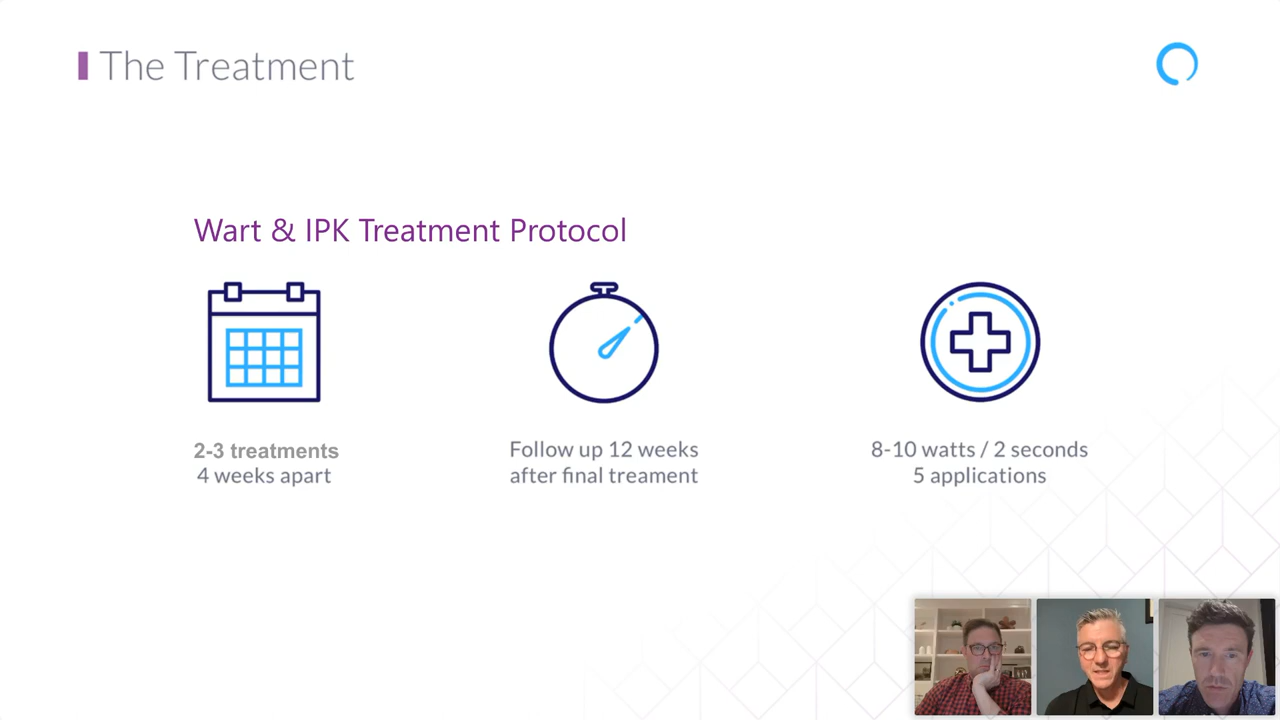 The Treatment
Wart & IPK Treatment Protocol
2-3 treatments
4 weeks apart
Follow up 12 weeks
after final treament
8-10 watts / 2 seconds
5 applications